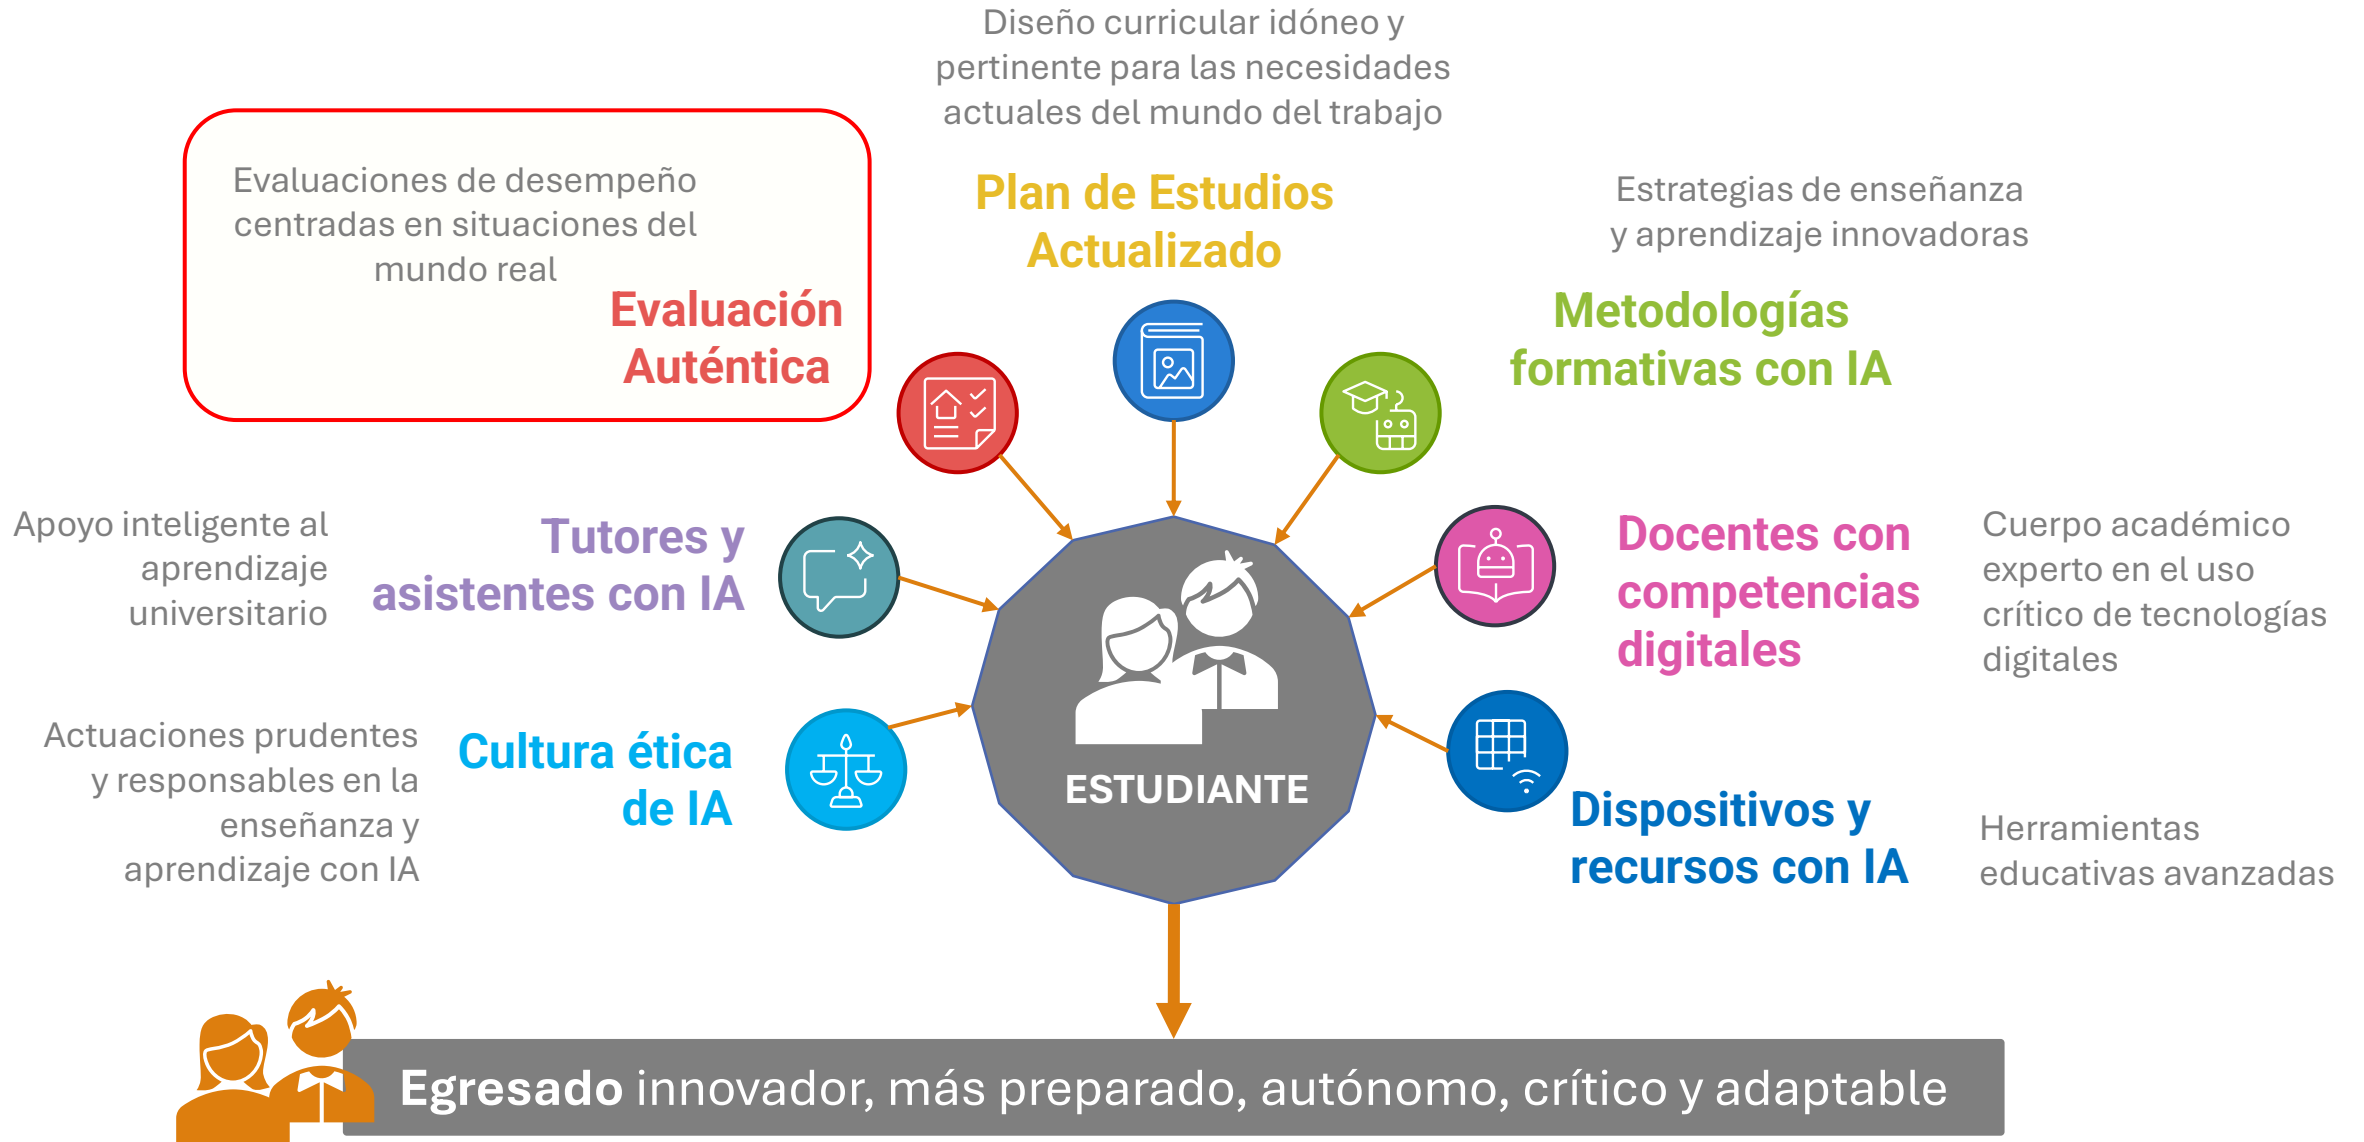 Diseño curricular idóneo y
pertinente para las necesidades
actuales del mundo del trabajo
Plan de Estudios
Actualizado
Evaluaciones de desempeño
centradas en situaciones del
mundo real
Evaluación
Auténtica
Estrategias de enseñanza
y aprendizaje innovadoras
Metodologías
formativas con IA
Apoyo inteligente al
aprendizaje
universitario
Tutores y
asistentes con IA
Docentes con
competencias
digitales
Cuerpo académico
experto en el uso
crítico de tecnologías
digitales
Actuaciones prudentes
y responsables en la
enseñanza y
aprendizaje con IA
Cultura ética
de IA
ESTUDIANTE
Dispositivos y
recursos con IA
Herramientas
educativas avanzadas
Egresado innovador, más preparado, autónomo, crítico y adaptable